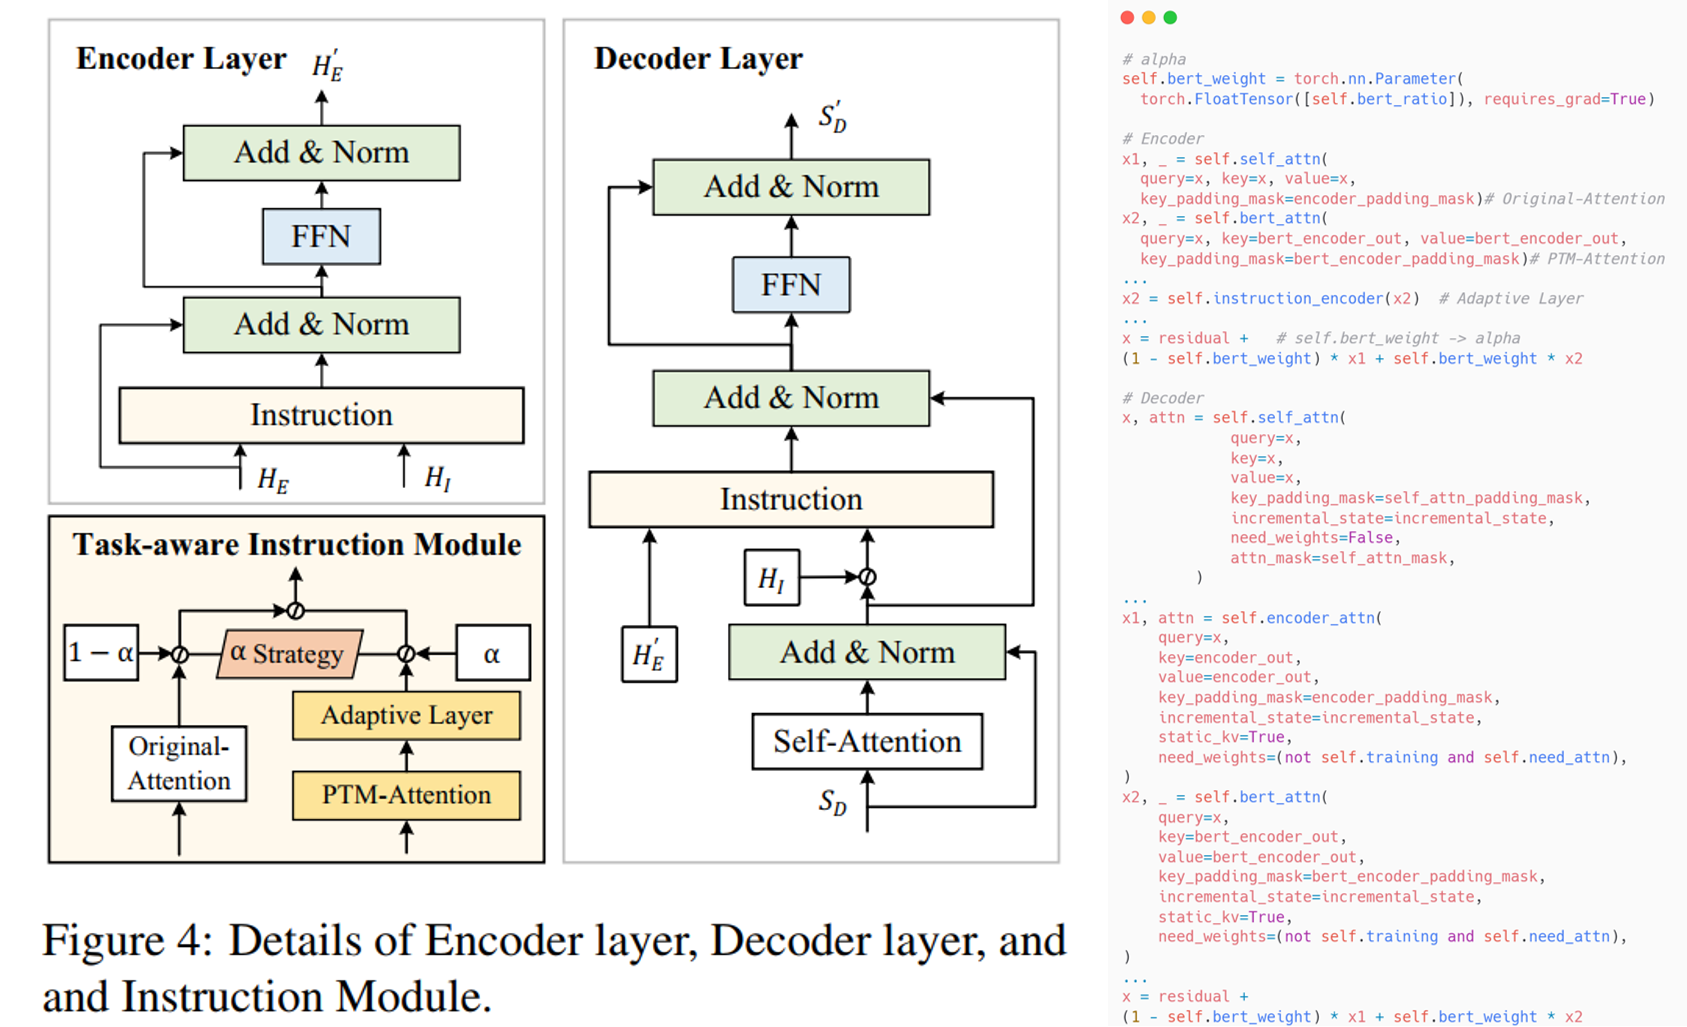 Encoder Layer
H'_E
Add & Norm
FFN
Add & Norm
Instruction
H_E
H_I
Task-aware Instruction Module
1 − α
α Strategy
α
Adaptive Layer
Original-
Attention
PTM-Attention
Decoder Layer
S'_D
Add & Norm
FFN
Add & Norm
Instruction
H_I
H'_E
Add & Norm
Self-Attention
S_D
Figure 4: Details of Encoder layer, Decoder layer, and
and Instruction Module.
# alpha
self.bert_weight = torch.nn.Parameter(
  torch.FloatTensor([self.bert_ratio]), requires_grad=True)
# Encoder
x1, _ = self.self_attn(
  query=x, key=x, value=x,
  key_padding_mask=encoder_padding_mask)# Original-Attention
x2, _ = self.bert_attn(
  query=x, key=bert_encoder_out, value=bert_encoder_out,
  key_padding_mask=bert_encoder_padding_mask)# PTM-Attention
...
x2 = self.instruction_encoder(x2)  # Adaptive Layer
...
x = residual +   # self.bert_weight -> alpha
(1 - self.bert_weight) * x1 + self.bert_weight * x2
# Decoder
x, attn = self.self_attn(
            query=x,
            key=x,
            value=x,
            key_padding_mask=self_attn_padding_mask,
            incremental_state=incremental_state,
            need_weights=False,
            attn_mask=self_attn_mask,
        )
...
x1, attn = self.encoder_attn(
    query=x,
    key=encoder_out,
    value=encoder_out,
    key_padding_mask=encoder_padding_mask,
    incremental_state=incremental_state,
    static_kv=True,
    need_weights=(not self.training and self.need_attn),
)
x2, _ = self.bert_attn(
    query=x,
    key=bert_encoder_out,
    value=bert_encoder_out,
    key_padding_mask=bert_encoder_padding_mask,
    incremental_state=incremental_state,
    static_kv=True,
    need_weights=(not self.training and self.need_attn),
)
...
x = residual +
(1 - self.bert_weight) * x1 + self.bert_weight * x2